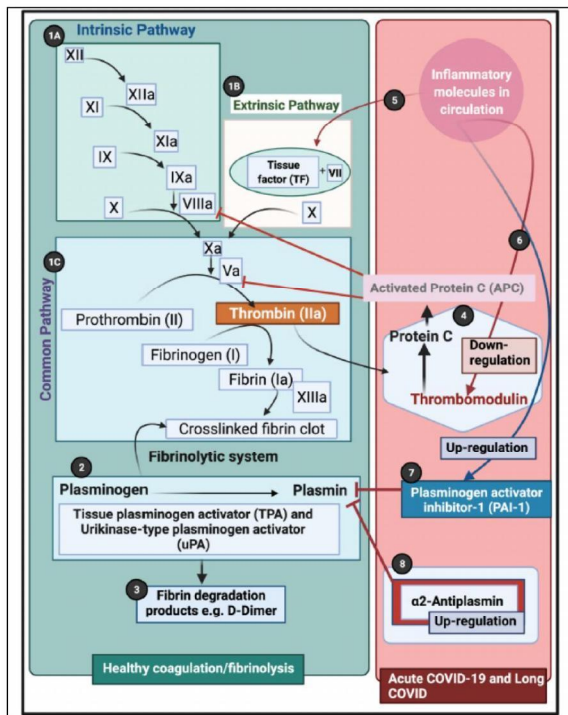 Intrinsic Pathway
1A
XII
XIIa
XI
XIa
IX
IXa
VIIIa
X
1B
Extrinsic Pathway
Tissue
factor (TF)
+ VII
X
5
Inflammatory
molecules in
circulation
6
1C
Common Pathway
Xa
Va
Prothrombin (II)
Thrombin (IIa)
Fibrinogen (I)
Fibrin (Ia)
XIIIa
Crosslinked fibrin clot
Activated Protein C (APC)
4
Protein C
Down-
regulation
Thrombomodulin
Up-regulation
Fibrinolytic system
2
Plasminogen
Plasmin
Tissue plasminogen activator (TPA) and
Urikinase-type plasminogen activator
(uPA)
7
Plasminogen activator
inhibitor-1 (PAI-1)
3
Fibrin degradation
products e.g. D-Dimer
8
α2-Antiplasmin
Up-regulation
Healthy coagulation/fibrinolysis
Acute COVID-19 and Long
COVID